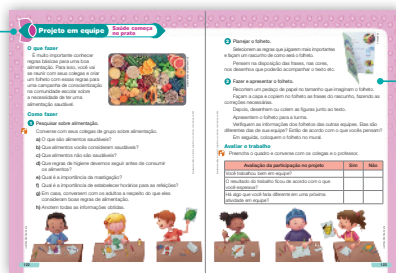 Projeto em equipe
Saúde começa
no prato
O que fazer
É muito importante conhecer
regras básicas para uma boa
alimentação. Para isso, você vai
se reunir com seus colegas e criar
um folheto com essas regras para
uma campanha de conscientização
na comunidade escolar sobre
a necessidade de ter uma
alimentação saudável.
Como fazer
1 Pesquisar sobre alimentação.
Converse com seus colegas de grupo sobre alimentação.
a) O que são alimentos saudáveis?
b) Que alimentos vocês consideram saudáveis?
c) Que alimentos não são saudáveis?
d) Que regras de higiene devemos seguir antes de consumir
os alimentos?
e) Qual é a importância da mastigação?
f) Qual é a importância de estabelecer horários para as refeições?
g) Em casa, conversem com os adultos a respeito do que eles
consideram boas regras de alimentação.
h) Anotem todas as informações obtidas.
2 Planejar o folheto.
Selecionem as regras que julgarem mais importantes
e façam um rascunho de como será o folheto.
Pensem na disposição das frases, nas cores,
nos desenhos que poderão acompanhar o texto etc.
3 Fazer e apresentar o folheto.
Recortem um pedaço de papel no tamanho que imaginam o folheto.
Façam a capa e copiem no folheto as frases do rascunho, fazendo as
correções necessárias.
Depois, desenhem ou colem as figuras junto ao texto.
Apresentem o folheto para a turma.
Verifiquem as informações dos folhetos das outras equipes. Elas são
diferentes das de sua equipe? Estão de acordo com o que vocês pensam?
Em seguida, coloquem o folheto no mural.
Avaliar o trabalho
Preencha o quadro e converse com os colegas e o professor.
Avaliação da participação no projeto Sim Não
Você trabalhou bem em equipe?
O resultado do trabalho ficou de acordo com o que
você esperava?
Há algo que você faria diferente em uma próxima
atividade em equipe?